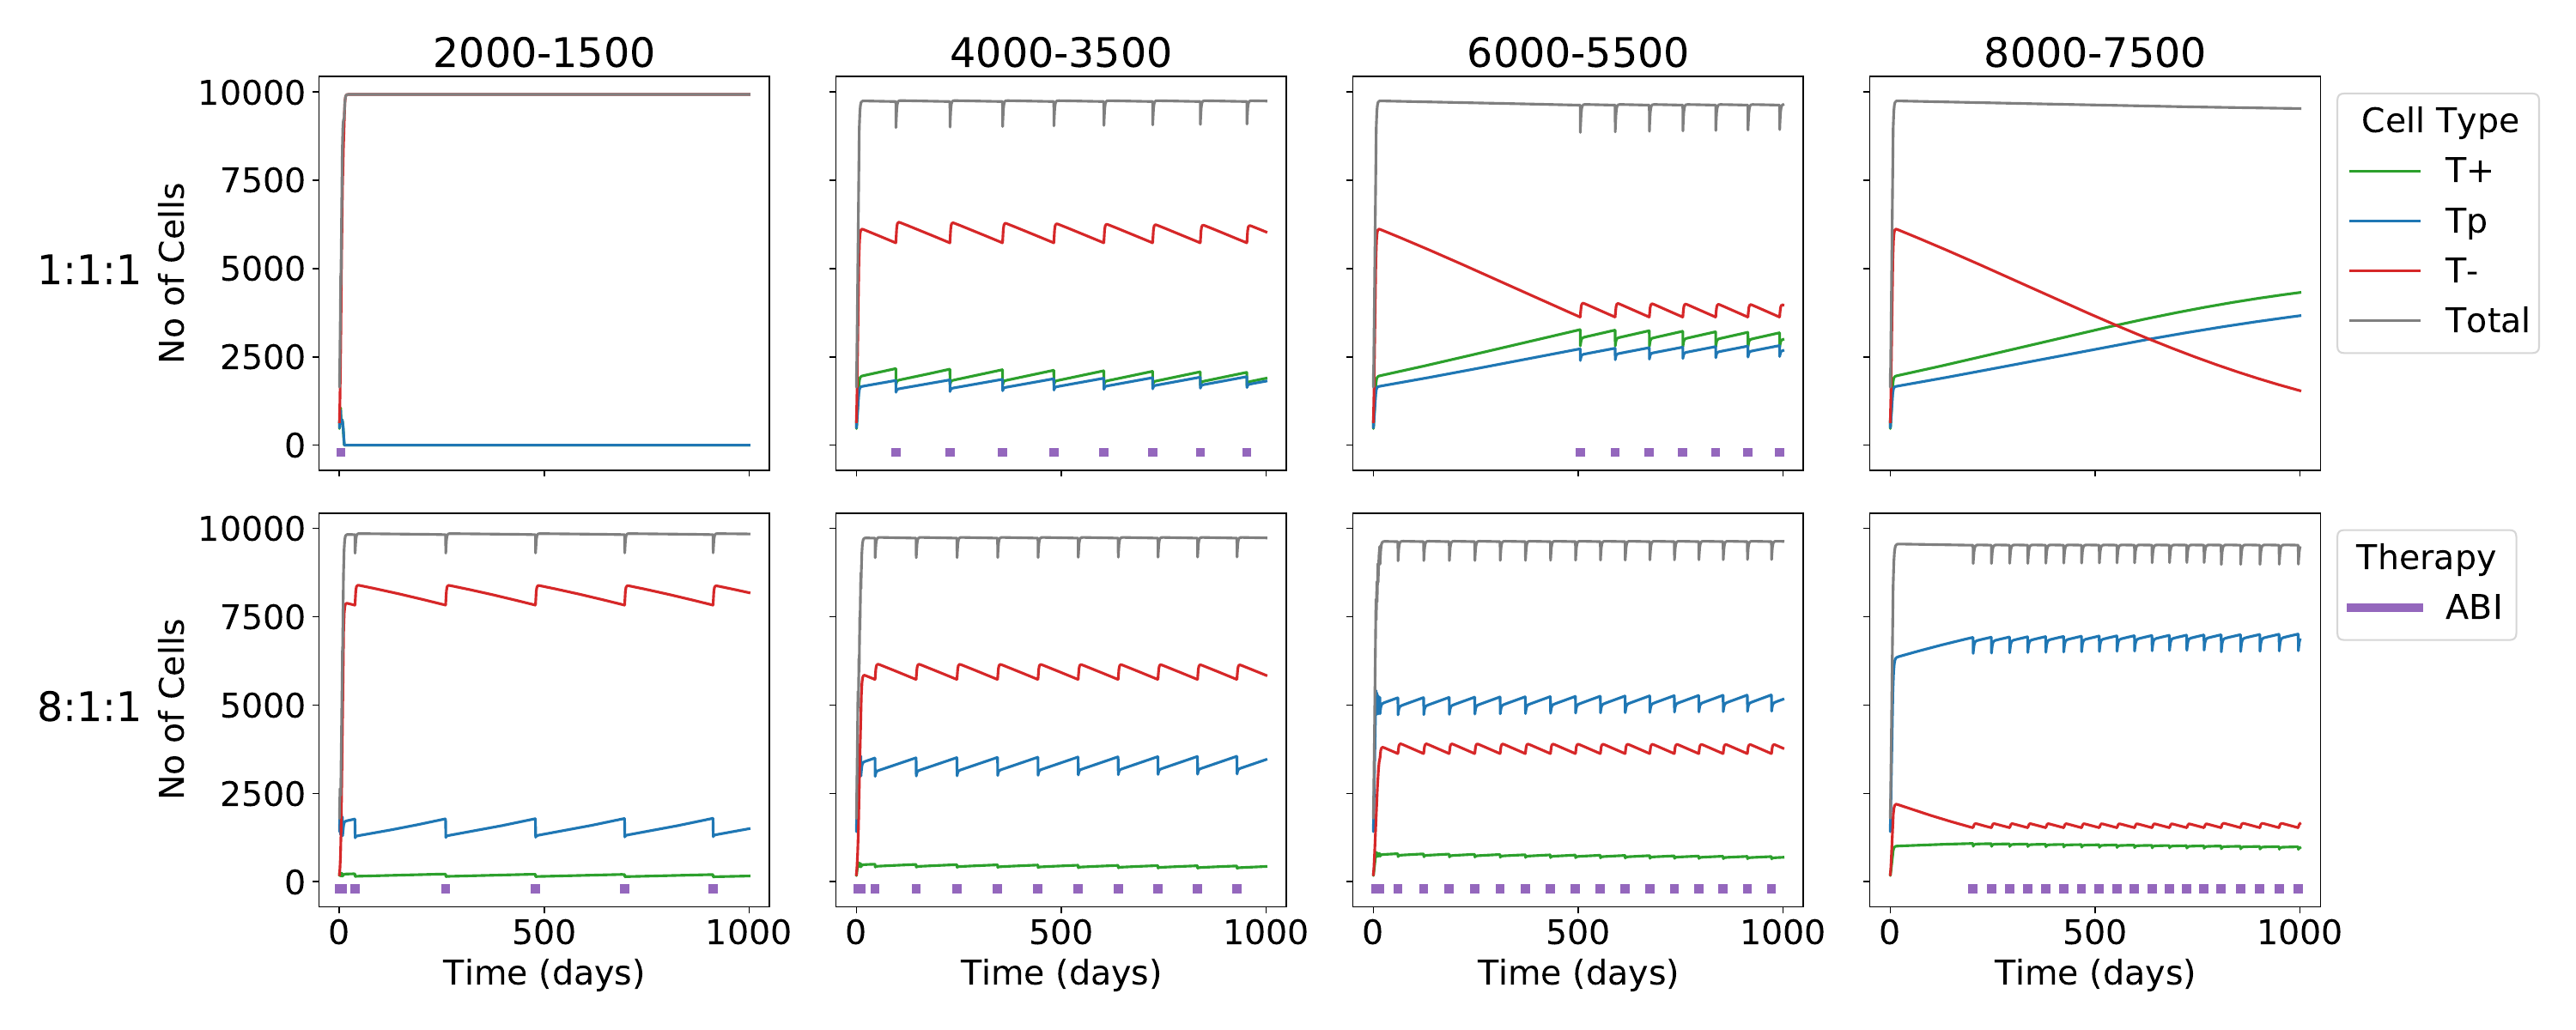 2000-1500 4000-3500 6000-5500 8000-7500
1:1:1
No of Cells
10000
7500
5000
2500
0
Cell Type
T+
Tp
T-
Total
8:1:1
No of Cells
10000
7500
5000
2500
0
Therapy
ABI
0 500 1000 0 500 1000 0 500 1000 0 500 1000
Time (days) Time (days) Time (days) Time (days)